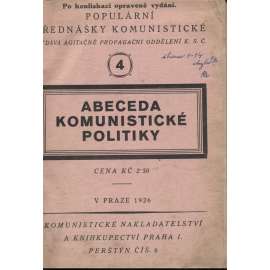 Po konfiskaci opravené vydání.
POPULÁRNÍ
PŘEDNÁŠKY KOMUNISTICKÉ
VYDÁVÁ AGITAČNĚ PROPAGAČNÍ ODDĚLENÍ K. S. Č.
4
ABECEDA
KOMUNISTICKÉ
POLITIKY
CENA KČ 2·50
V PRAZE 1926
KOMUNISTICKÉ NAKLADATELSTVÍ
A KNIHKUPECTVÍ PRAHA I.
PERŠTÝN ČÍS. 6